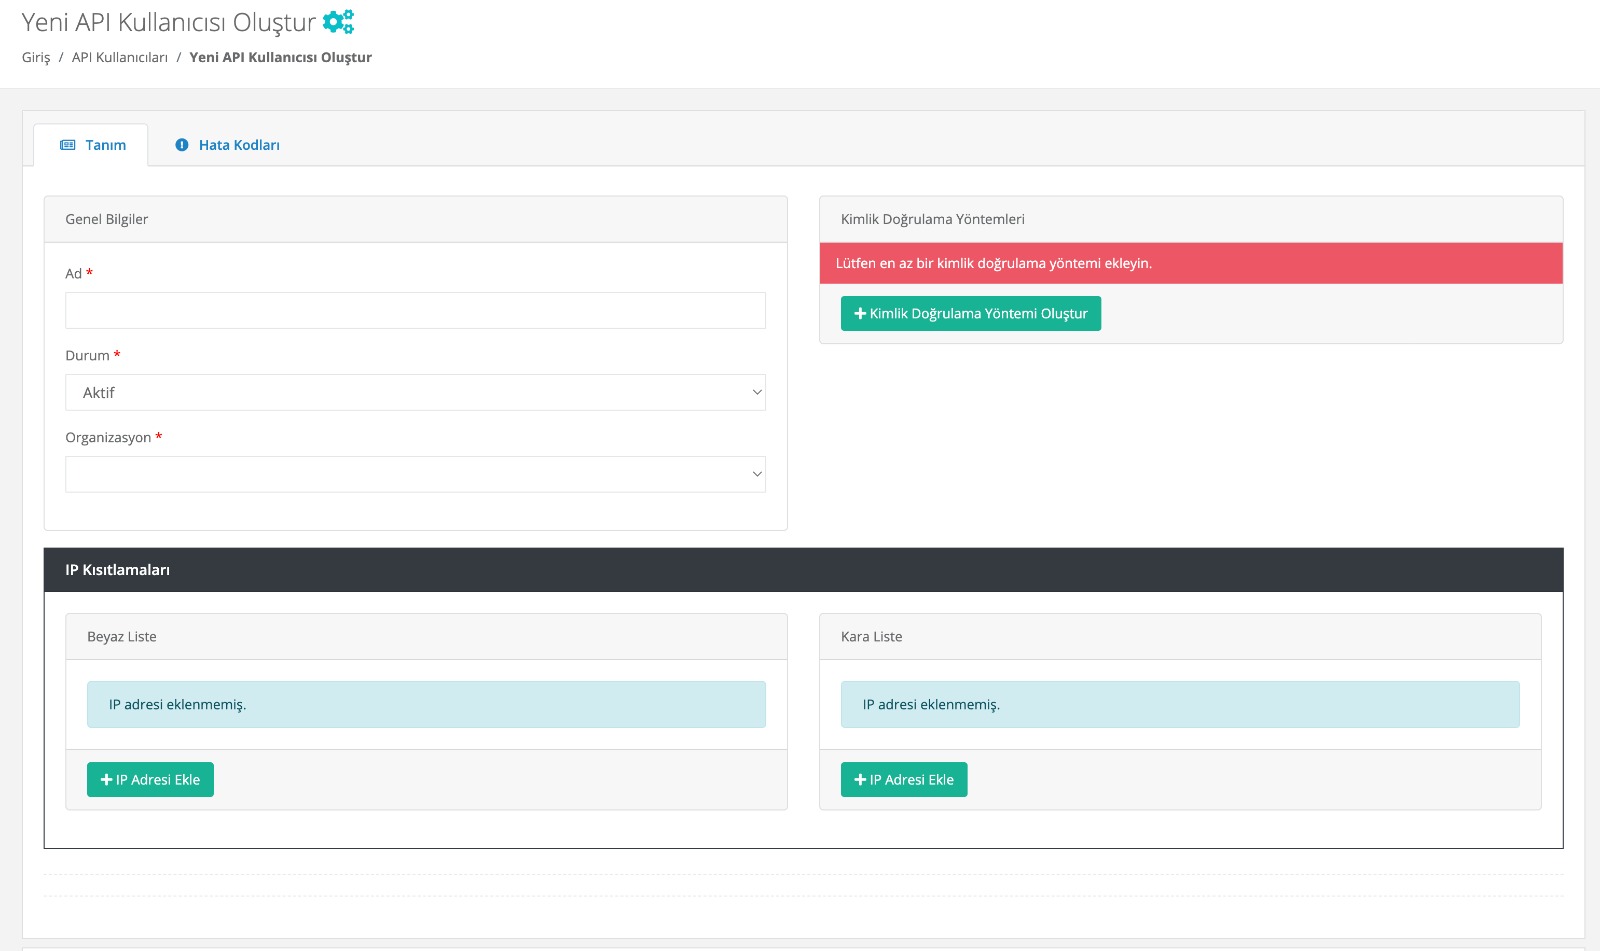 Yeni API Kullanıcısı Oluştur
Giriş / API Kullanıcıları / Yeni API Kullanıcısı Oluştur
Tanım
Hata Kodları
Genel Bilgiler
Ad *
Durum *
Aktif
Organizasyon *
Kimlik Doğrulama Yöntemleri
Lütfen en az bir kimlik doğrulama yöntemi ekleyin.
Kimlik Doğrulama Yöntemi Oluştur
IP Kısıtlamaları
Beyaz Liste
IP adresi eklenmemiş.
IP Adresi Ekle
Kara Liste
IP adresi eklenmemiş.
IP Adresi Ekle